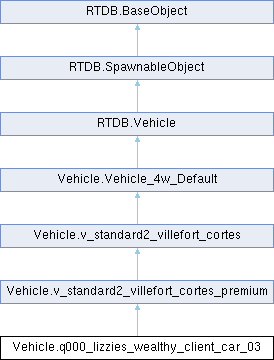 RTDB.BaseObject
RTDB.SpawnableObject
RTDB.Vehicle
Vehicle.Vehicle_4w_Default
Vehicle.v_standard2_villefort_cortes
Vehicle.v_standard2_villefort_cortes_premium
Vehicle.q000_lizzies_wealthy_client_car_03